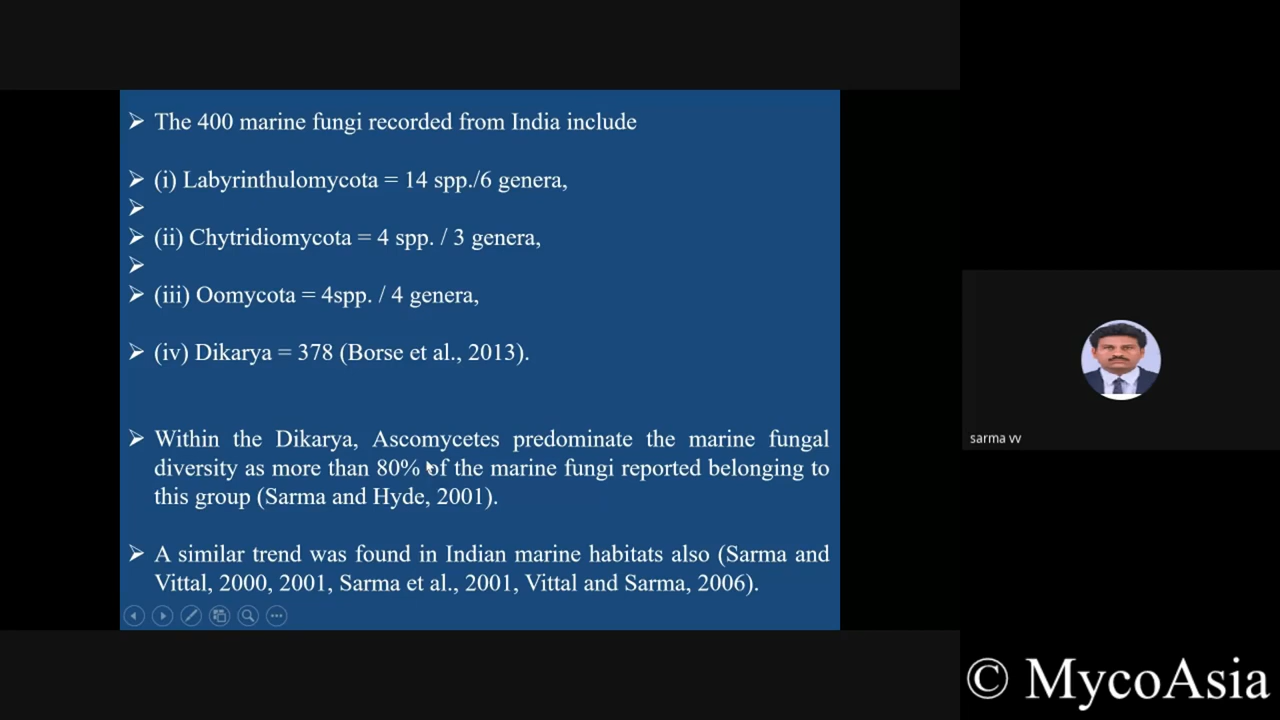 ➢ The 400 marine fungi recorded from India include
➢ (i) Labyrinthulomycota = 14 spp./6 genera,
➢
➢ (ii) Chytridiomycota = 4 spp. / 3 genera,
➢
➢ (iii) Oomycota = 4spp. / 4 genera,
➢ (iv) Dikarya = 378 (Borse et al., 2013).
➢ Within the Dikarya, Ascomycetes predominate the marine fungal
diversity as more than 80% of the marine fungi reported belonging to
this group (Sarma and Hyde, 2001).
➢ A similar trend was found in Indian marine habitats also (Sarma and
Vittal, 2000, 2001, Sarma et al., 2001, Vittal and Sarma, 2006).
sarma vv
© MycoAsia